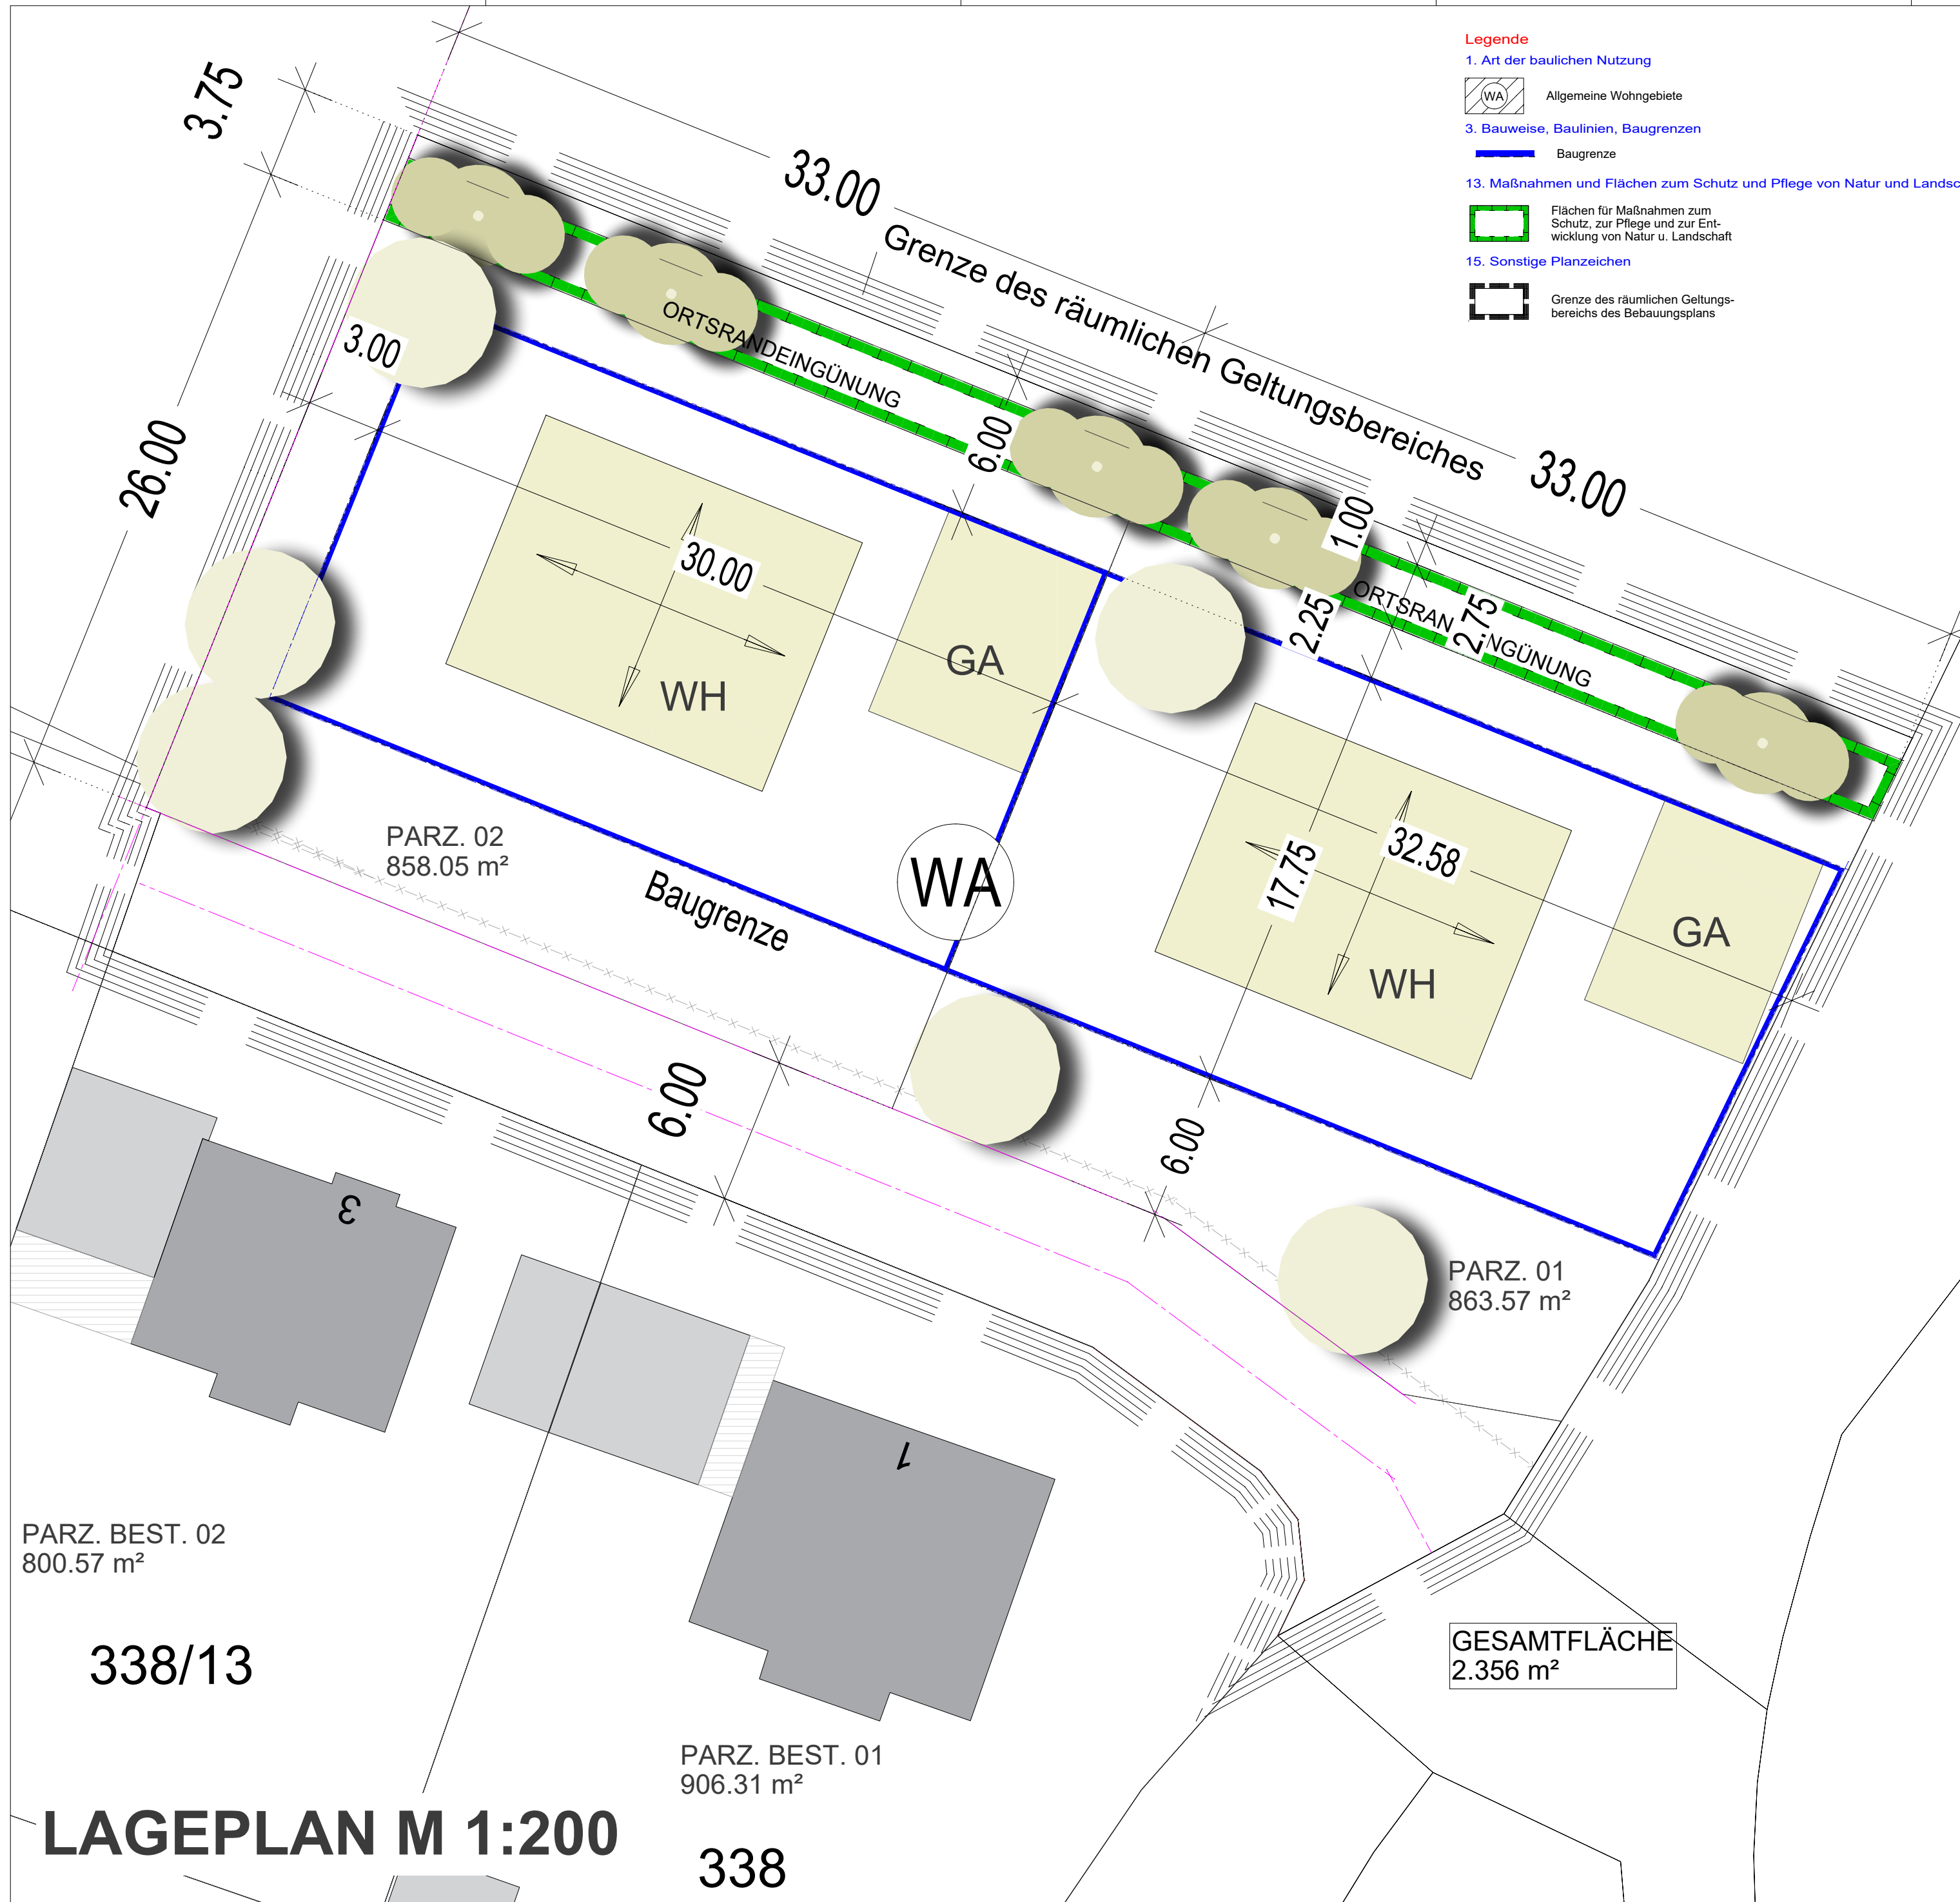 Legende
1. Art der baulichen Nutzung
WA
Allgemeine Wohngebiete
3. Bauweise, Baulinien, Baugrenzen
Baugrenze
13. Maßnahmen und Flächen zum Schutz und Pflege von Natur und Landsc
Flächen für Maßnahmen zum
Schutz, zur Pflege und zur Ent-
wicklung von Natur u. Landschaft
15. Sonstige Planzeichen
Grenze des räumlichen Geltungs-
bereichs des Bebauungsplans
3.75
33.00
Grenze des räumlichen Geltungsbereiches
33.00
3.00
ORTSRANDEINGÜNUNG
6.00
26.00
1.00
2.25
ORTSRAN
2.75
NGÜNUNG
30.00
WH
GA
PARZ. 02
858.05 m²
Baugrenze
WA
17.75
32.58
WH
GA
6.00
6.00
PARZ. 01
863.57 m²
3
1
PARZ. BEST. 02
800.57 m²
338/13
GESAMTFLÄCHE
2.356 m²
PARZ. BEST. 01
906.31 m²
LAGEPLAN M 1:200
338